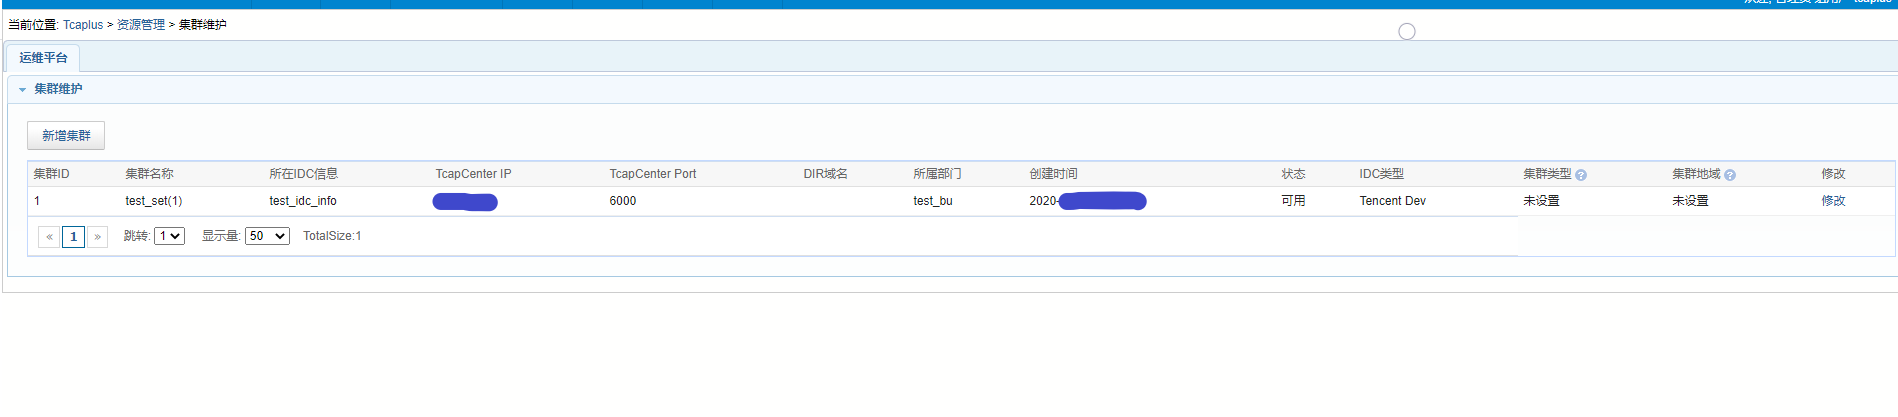 当前位置: Tcaplus > 资源管理 > 集群维护
运维平台
集群维护
新增集群
集群ID 集群名称 所在IDC信息 TcapCenter IP TcapCenter Port DIR域名 所属部门 创建时间 状态 IDC类型 集群类型 ? 集群地域 ? 修改
1 test_set(1) test_idc_info 6000 test_bu 2020- 可用 Tencent Dev 未设置 未设置 修改
« 1 » 跳转: 1 显示量: 50 TotalSize:1